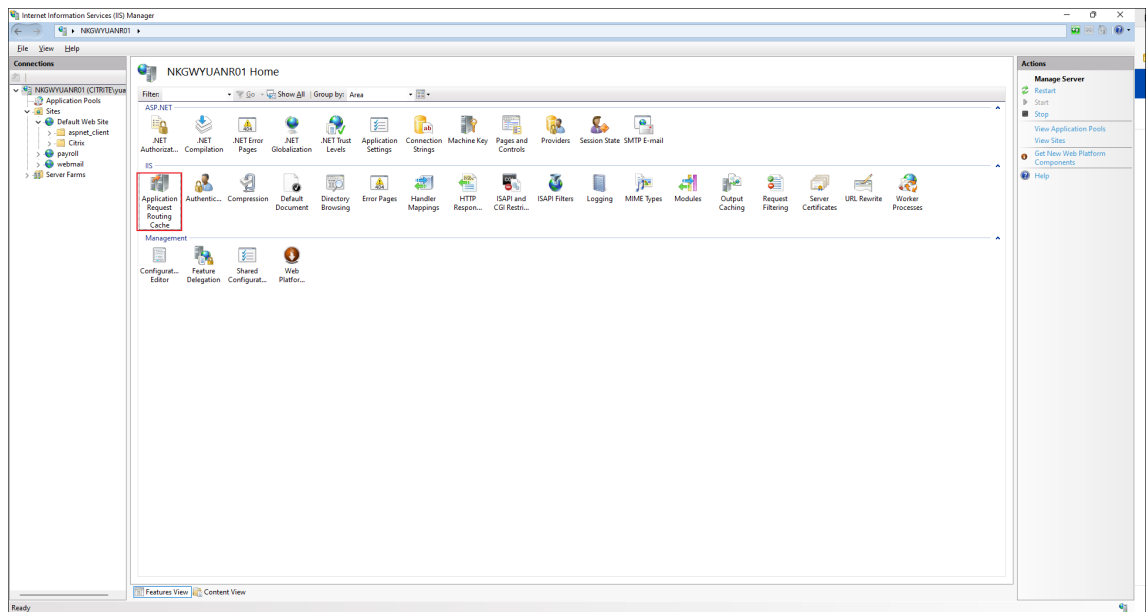 Internet Information Services (IIS) Manager
NKGWYUANR01
File View Help
Connections
NKGWYUANR01 (CITRITE\yua
Application Pools
Sites
Default Web Site
aspnet_client
Citrix
payroll
webmail
Server Farms
NKGWYUANR01 Home
Filter: Go Show All Group by: Area
ASP.NET
.NET Authorizat...
.NET Compilation
.NET Error Pages
.NET Globalization
.NET Trust Levels
Application Settings
Connection Strings
Machine Key
Pages and Controls
Providers
Session State
SMTP E-mail
IIS
Application Request Routing Cache
Authentic...
Compression
Default Document
Directory Browsing
Error Pages
Handler Mappings
HTTP Respon...
ISAPI and CGI Restri...
ISAPI Filters
Logging
MIME Types
Modules
Output Caching
Request Filtering
Server Certificates
URL Rewrite
Worker Processes
Management
Configurat... Editor
Feature Delegation
Shared Configurat...
Web Platfor...
Features View Content View
Ready
Actions
Manage Server
Restart
Start
Stop
View Application Pools
View Sites
Get New Web Platform
Components
Help